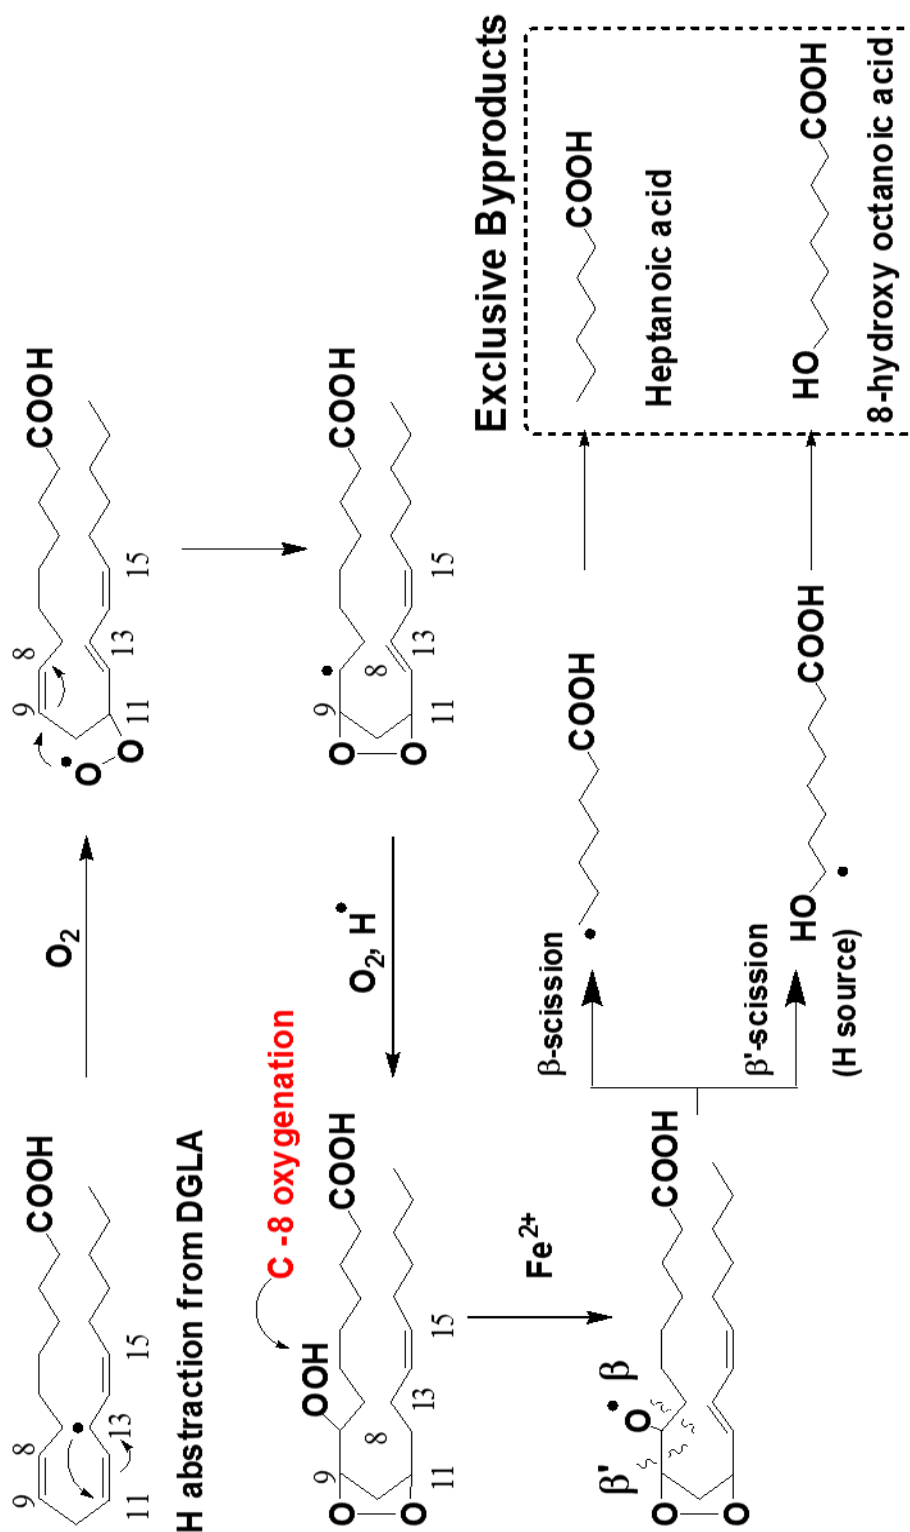 COOH
9
8
11
13
15
H abstraction from DGLA
O2
9
8
COOH
O
O
11
13
15
C -8 oxygenation
OOH
COOH
O
O
9
8
11
13
15
O2, H•
O
O
9
8
COOH
11
13
15
Fe2+
β'
O
β
COOH
O
O
β-scission
COOH
β'-scission
HO
COOH
(H source)
Exclusive Byproducts
COOH
Heptanoic acid
HO
COOH
8-hydroxy octanoic acid